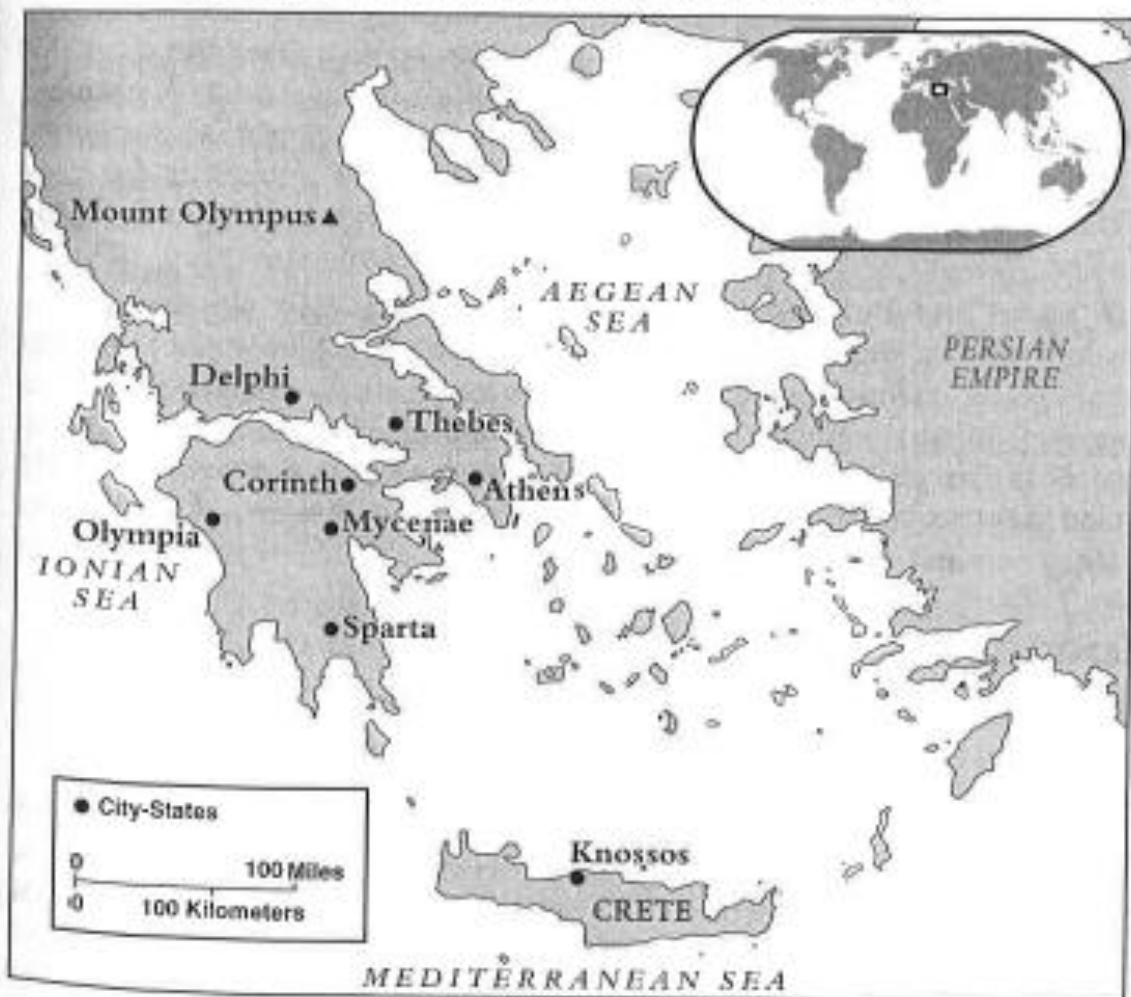 Mount Olympus
AEGEAN
SEA
PERSIAN
EMPIRE
Delphi
Thebes
Corinth
Athens
Olympia
Mycenae
IONIAN
SEA
Sparta
City-States
0 100 Miles
0 100 Kilometers
Knossos
CRETE
MEDITERRANEAN SEA